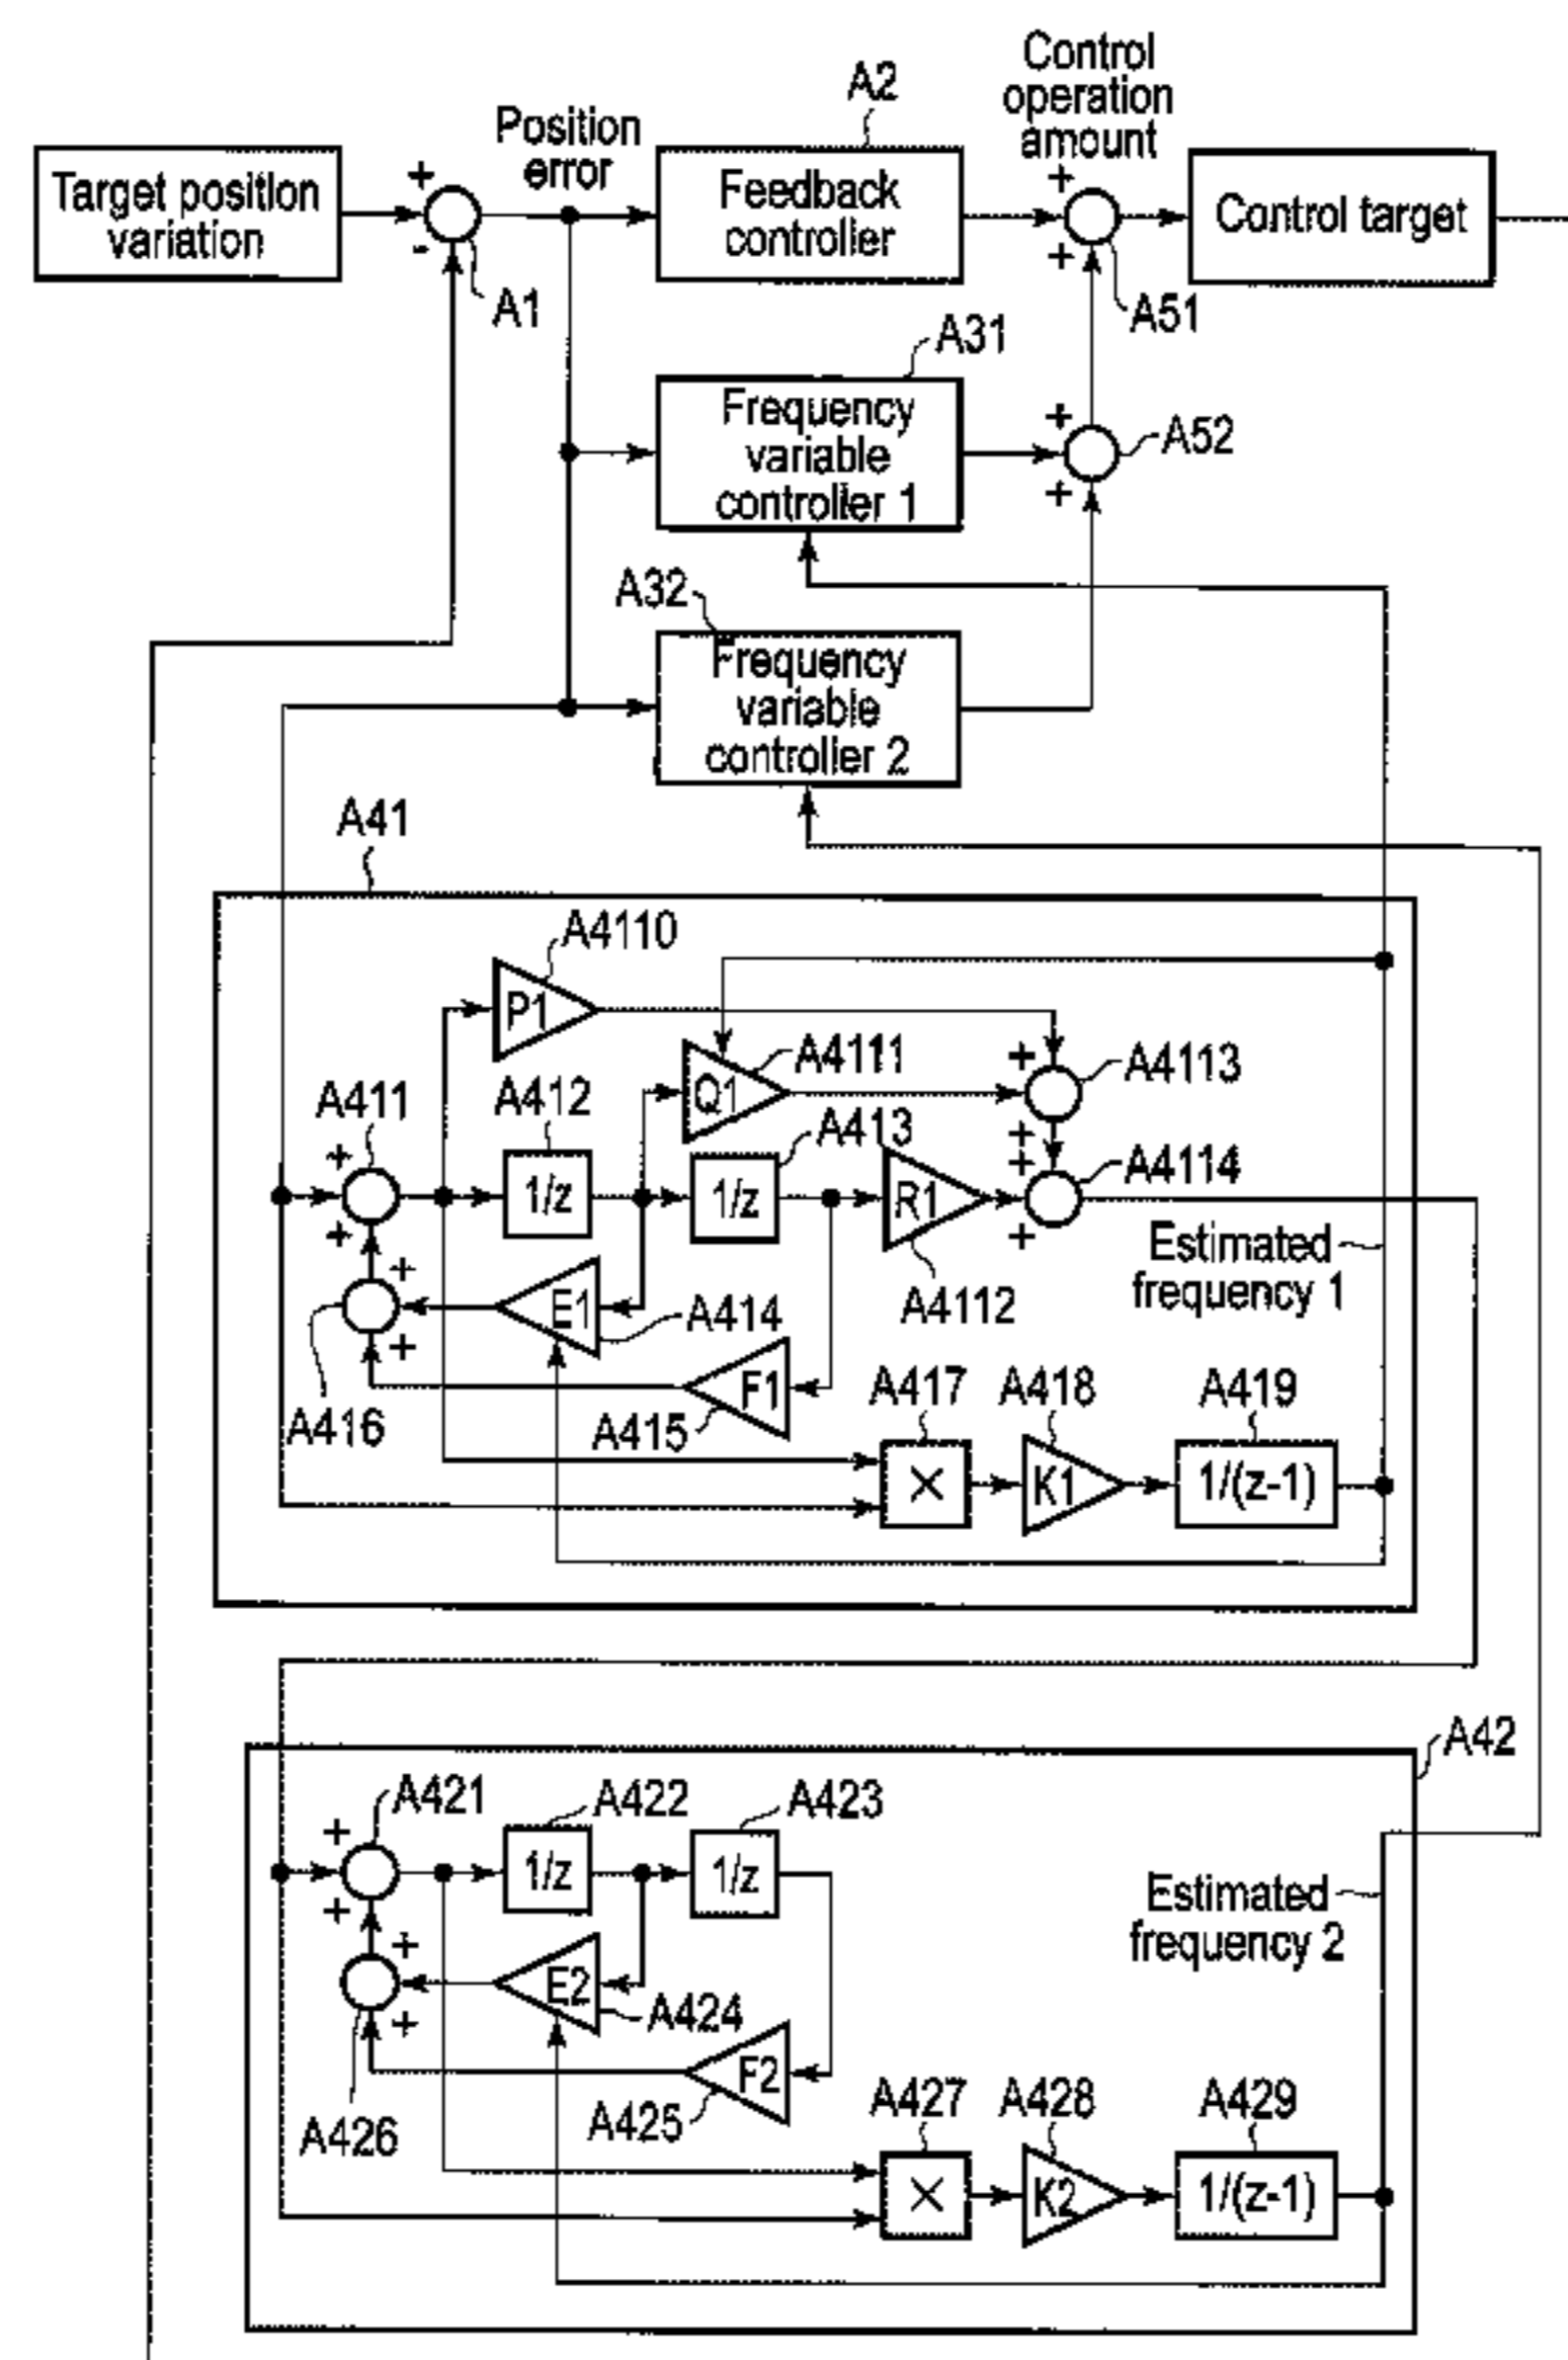 Control
operation
amount
A2
Position
error
Target position
variation
+
-
A1
Feedback
controller
+
+
A51
Control target
A31
Frequency
variable
controller 1
+
+
A52
A32
Frequency
variable
controller 2
A41
A4110
P1
A4111
Q1
+
+
A4113
A411
A412
A413
+
+
1/z
1/z
R1
+
+
A4114
A4112
Estimated
frequency 1
A416
+
+
E1
A414
F1
A415
A417
A418
A419
×
K1
1/(z-1)
A42
A421
A422
A423
+
+
1/z
1/z
Estimated
frequency 2
+
+
E2
A424
A426
F2
A425
A427
A428
A429
×
K2
1/(z-1)